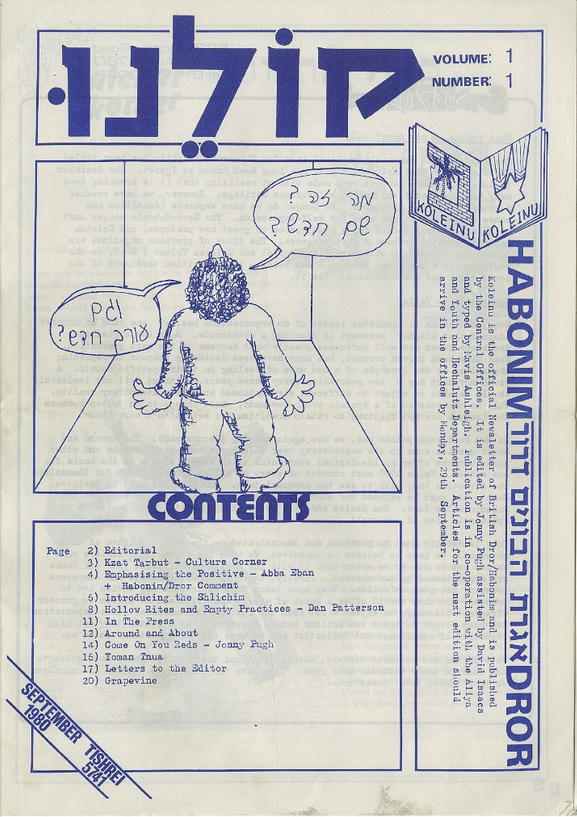 קוֹלֵנוּ
VOLUME: 1
NUMBER: 1
KOLEINU KOLEINU
מה זה?
שם חדש?
וגם
עורך חדש?
HABONIM אגרת הבונים דרור DROR
Koleinu is the official Newsletter of British Dror/Habonim and is published
by the Central Offices. It is edited by Jonny Pugh assisted by David Isaacs
and typed by Mavis Ashleigh. Publication is in co-operation with the Aliya
and Youth and Hechalutz Departments. Articles for the next edition should
arrive in the offices by Monday, 29th September.
CONTENTS
Page 2) Editorial
3) Kzat Tarbut - Culture Corner
4) Emphasising the Positive - Abba Eban
+ Habonim/Dror Comment
6) Introducing the Shlichim
8) Hollow Rites and Empty Practices - Dan Patterson
11) In The Press
12) Around and About
14) Come On You Reds - Jonny Pugh
16) Yoman Tnua
17) Letters to the Editor
20) Grapevine
SEPTEMBER TISHREI
1980 5741